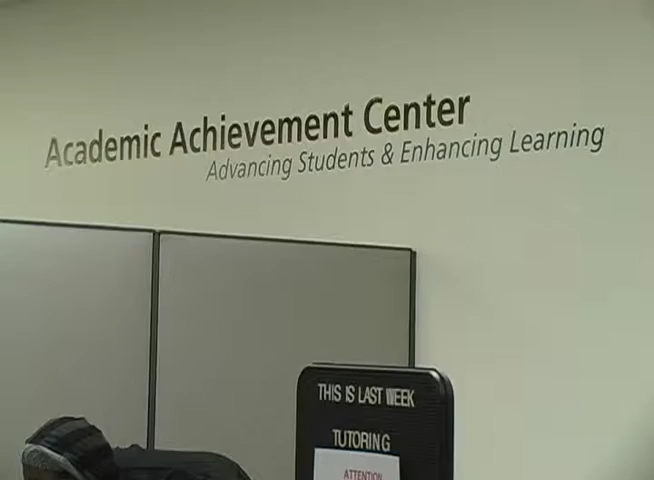 Academic Achievement Center
Advancing Students & Enhancing Learning
THIS IS LAST WEEK
TUTORING
ATTENTION